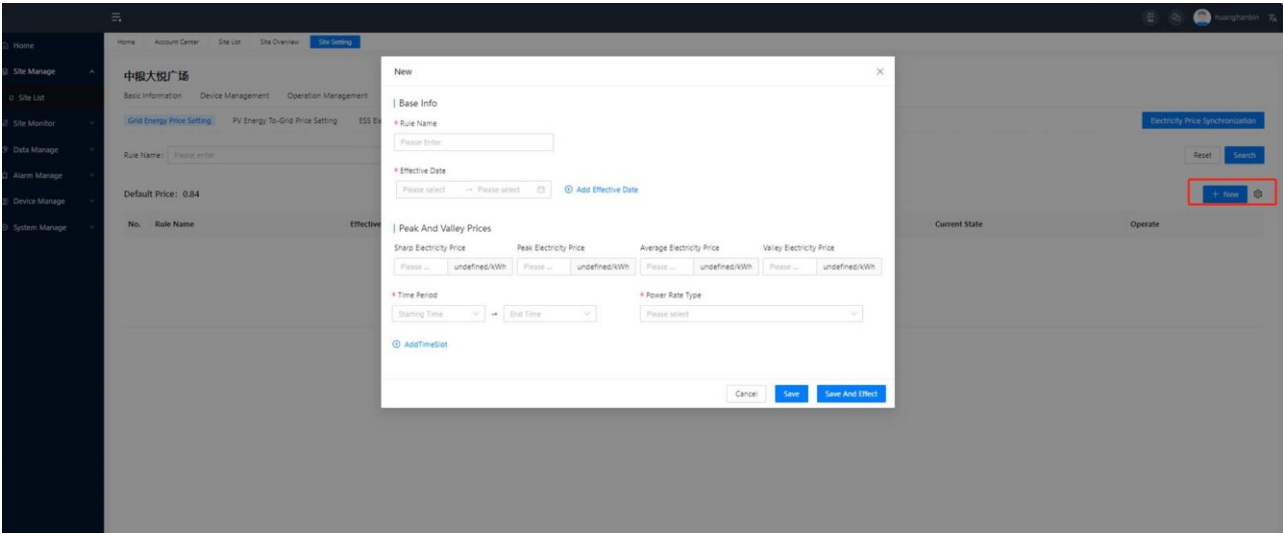 huanghanbin
Home
Site Manage
Site List
Site Monitor
Data Manage
Alarm Manage
Device Manage
System Manage
Home Account Center Site List Site Overview Site Setting
中粮大悦广场
Basic Information Device Management Operation Management
Grid Energy Price Setting PV Energy To-Grid Price Setting ESS Electricity Price Synchronization
Rule Name: Please enter Reset Search
Default Price: 0.84 + New
No. Rule Name Effective Current State Operate
New
Base Info
* Rule Name
Please Enter
* Effective Date
Please select → Please select Add Effective Date
Peak And Valley Prices
Sharp Electricity Price Peak Electricity Price Average Electricity Price Valley Electricity Price
Please ... undefined/kWh Please ... undefined/kWh Please ... undefined/kWh Please ... undefined/kWh
* Time Period * Power Rate Type
Starting Time → End Time Please select
AddTimeSlot
Cancel Save Save And Effect